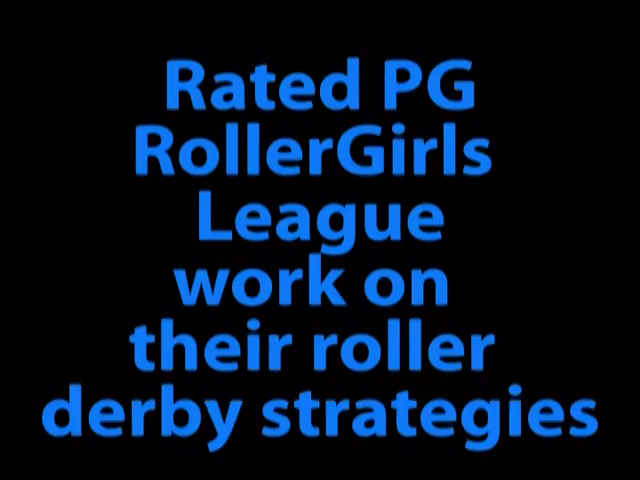 Rated PG
RollerGirls
League
work on
their roller
derby strategies